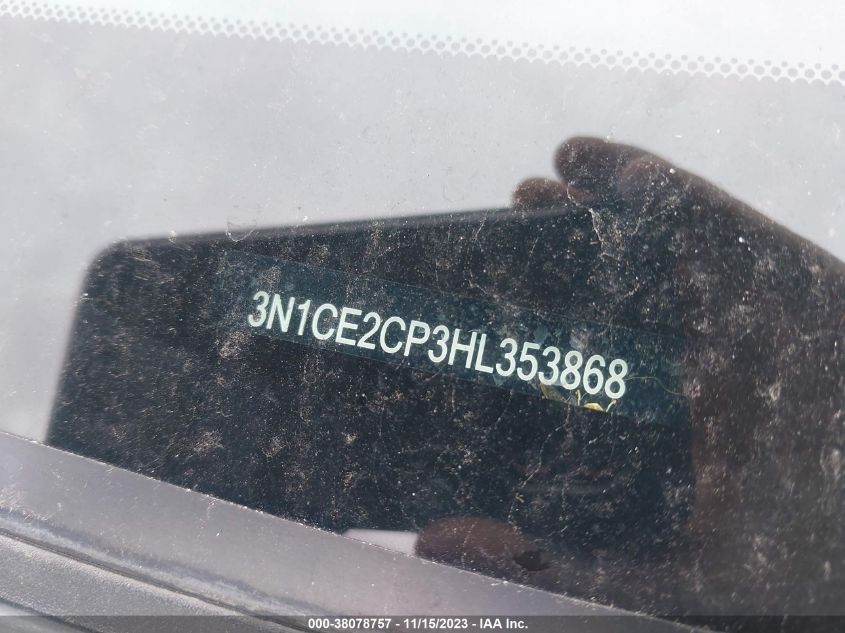 3N1CE2CP3HL353868
000-38078757 - 11/15/2023 - IAA Inc.